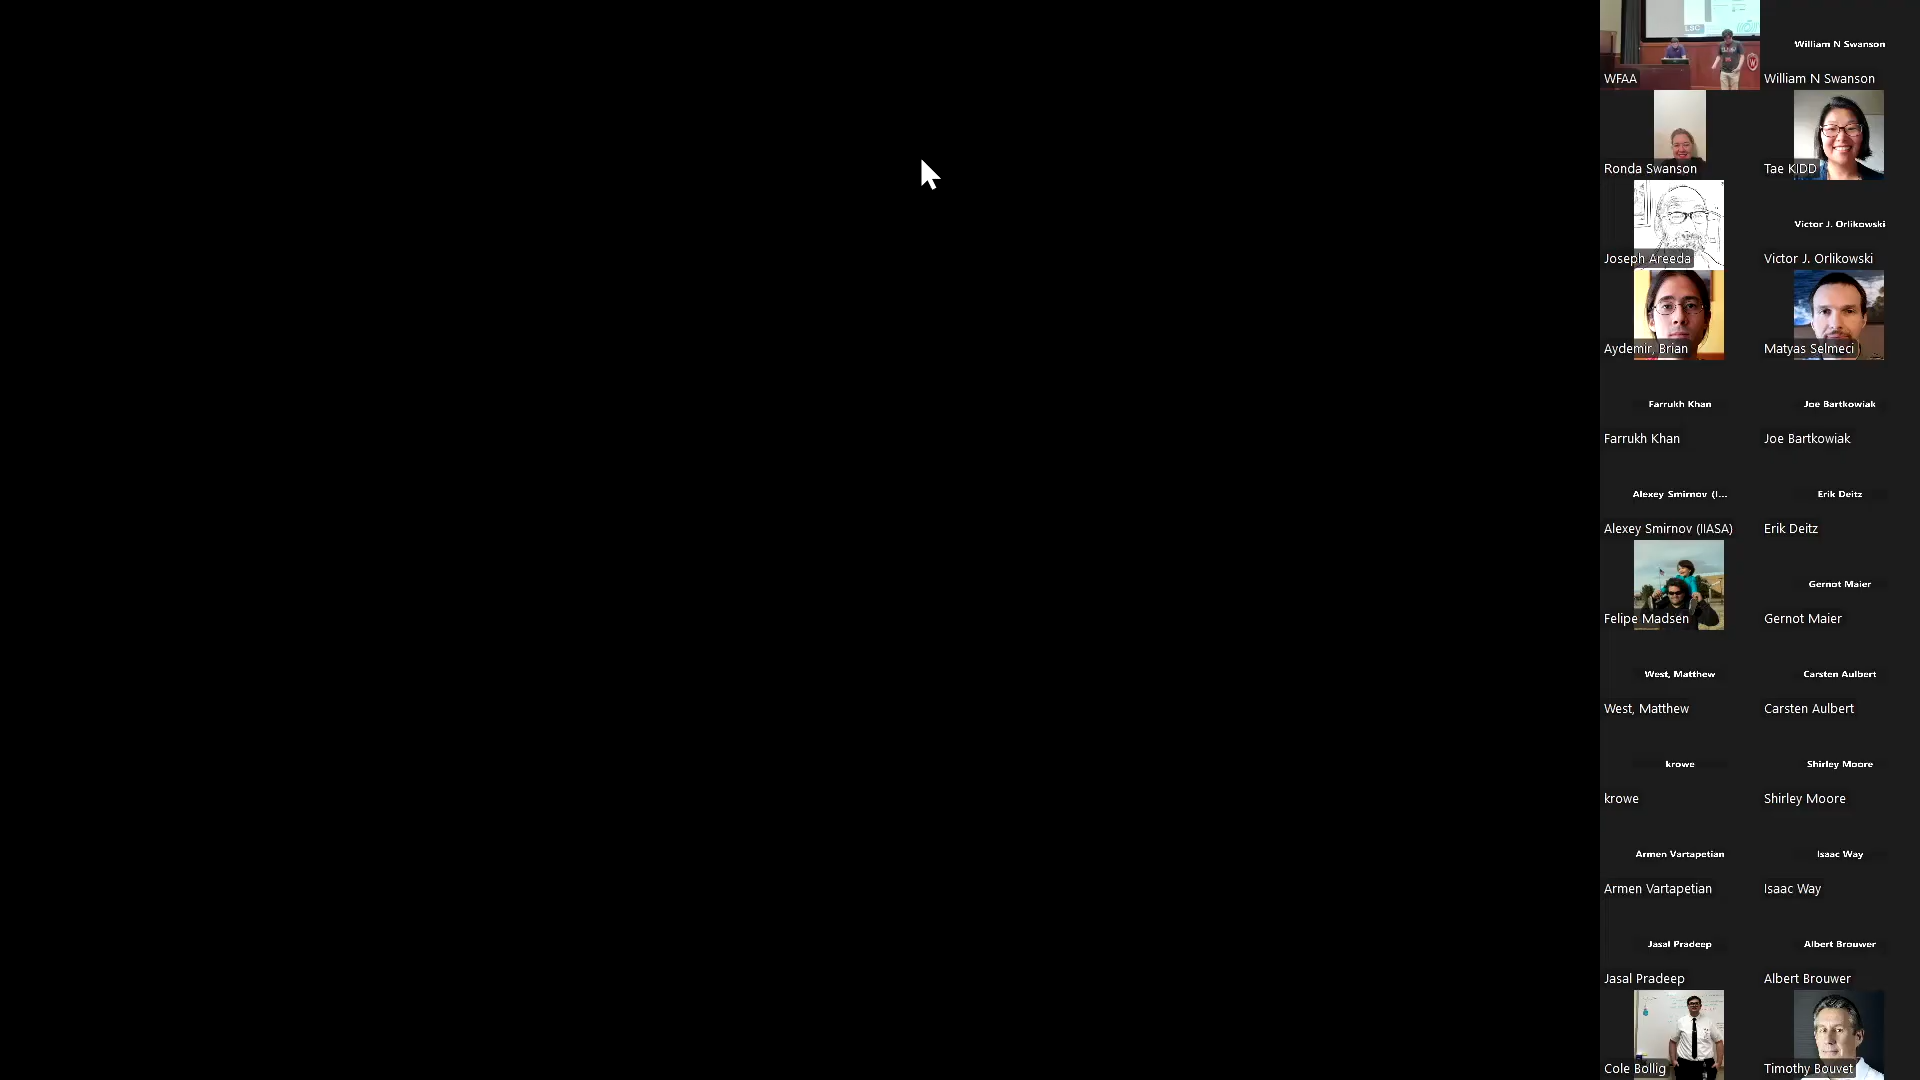 William N Swanson
WFAA
William N Swanson
Ronda Swanson
Tae KIDD
Victor J. Orlikowski
Joseph Areeda
Victor J. Orlikowski
Aydemir, Brian
Matyas Selmeci
Farrukh Khan
Joe Bartkowiak
Farrukh Khan
Joe Bartkowiak
Alexey Smirnov (I...
Erik Deitz
Alexey Smirnov (IIASA)
Erik Deitz
Gernot Maier
Felipe Madsen
Gernot Maier
West, Matthew
Carsten Aulbert
West, Matthew
Carsten Aulbert
krowe
Shirley Moore
krowe
Shirley Moore
Armen Vartapetian
Isaac Way
Armen Vartapetian
Isaac Way
Jasal Pradeep
Albert Brouwer
Jasal Pradeep
Albert Brouwer
Cole Bollig
Timothy Bouvet